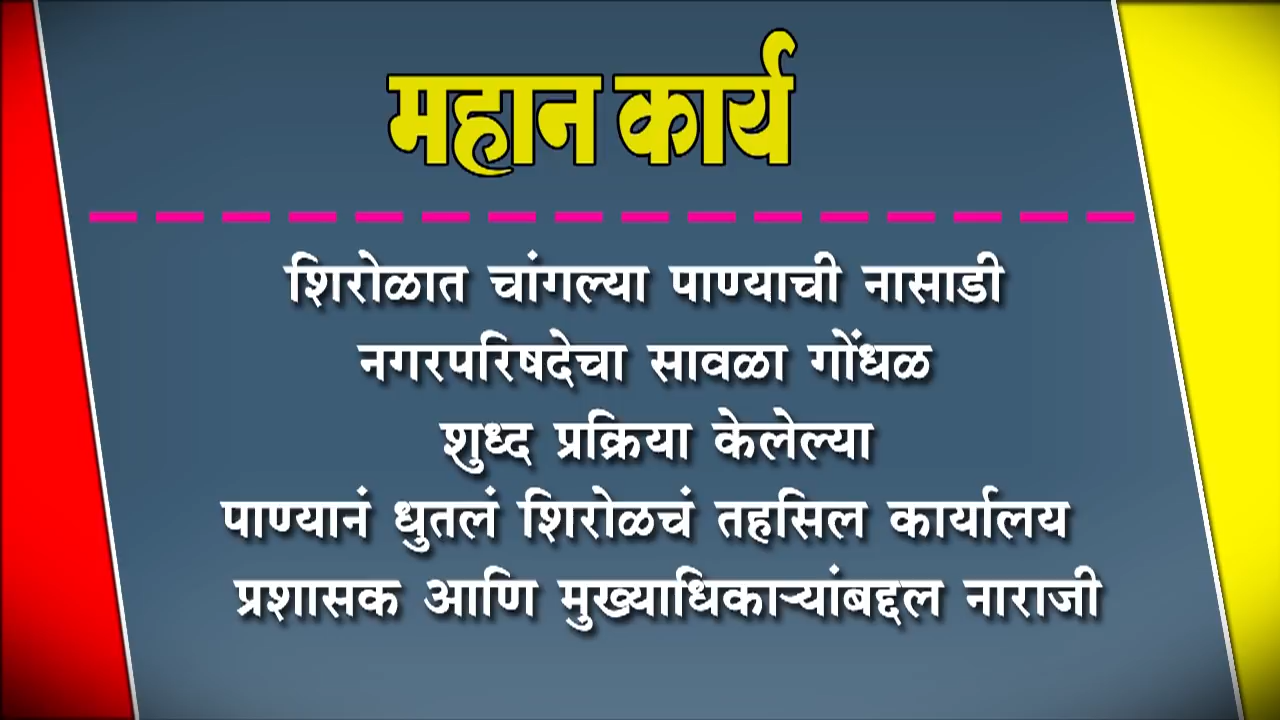 महान कार्य
शिरोळात चांगल्या पाण्याची नासाडी
नगरपरिषदेचा सावळा गोंधळ
शुध्द प्रक्रिया केलेल्या
पाण्यानं धुतलं शिरोळचं तहसिल कार्यालय
प्रशासक आणि मुख्याधिकाऱ्यांबद्दल नाराजी